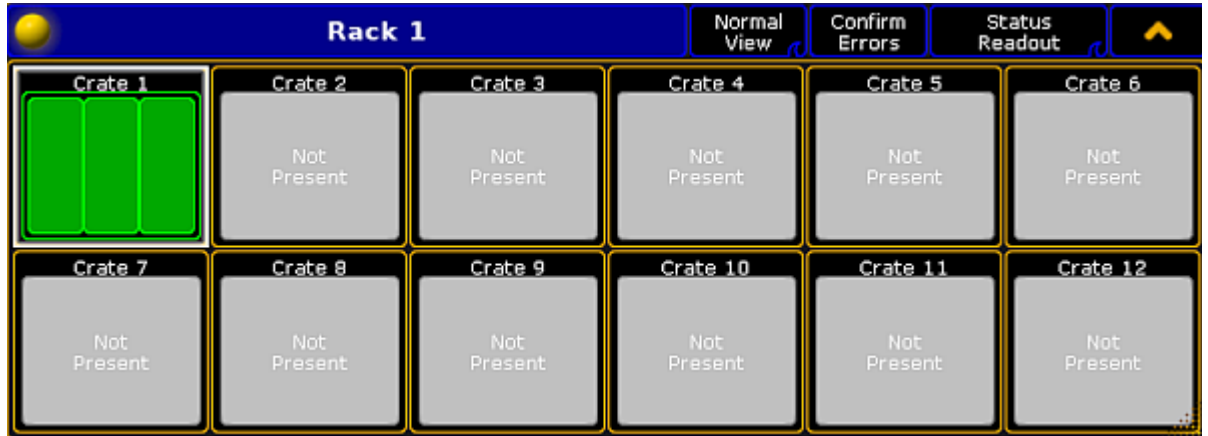 Rack 1
Normal
View
Confirm
Errors
Status
Readout
Crate 1
Crate 2
Not
Present
Crate 3
Not
Present
Crate 4
Not
Present
Crate 5
Not
Present
Crate 6
Not
Present
Crate 7
Not
Present
Crate 8
Not
Present
Crate 9
Not
Present
Crate 10
Not
Present
Crate 11
Not
Present
Crate 12
Not
Present